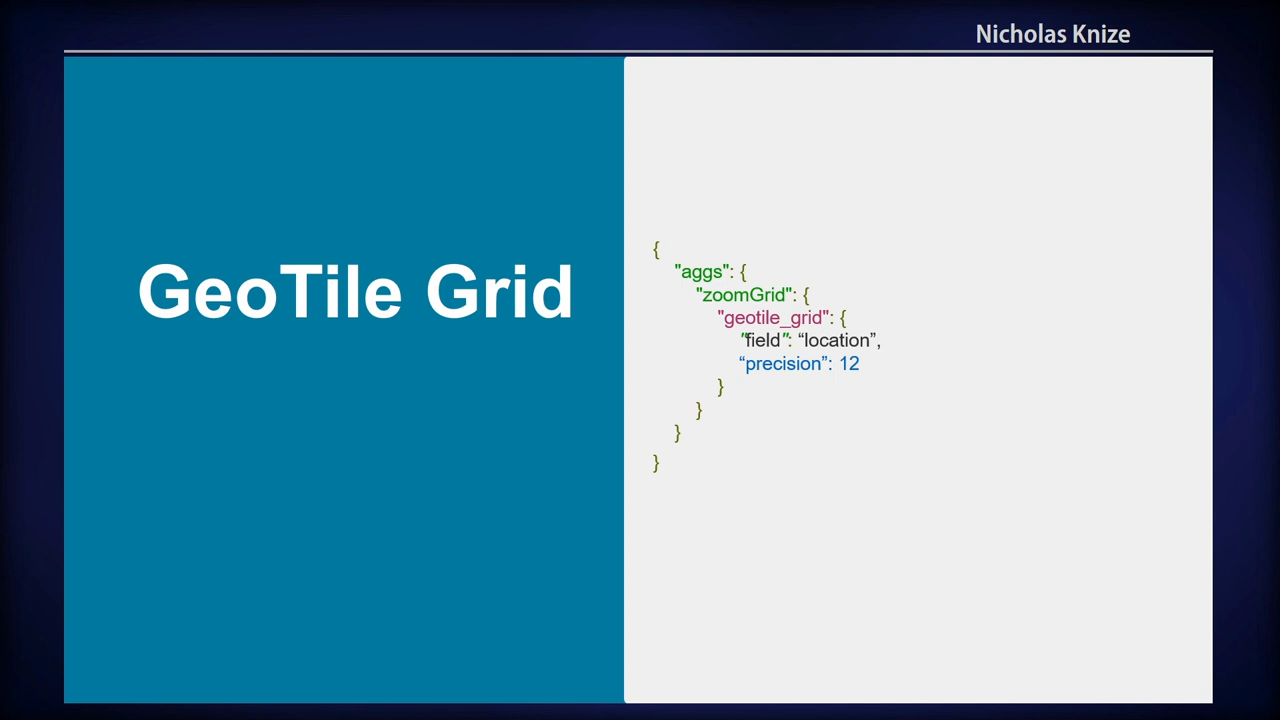 Nicholas Knize
GeoTile Grid
{
"aggs": {
"zoomGrid": {
"geotile_grid": {
"field": “location”,
“precision”: 12
}
}
}
}